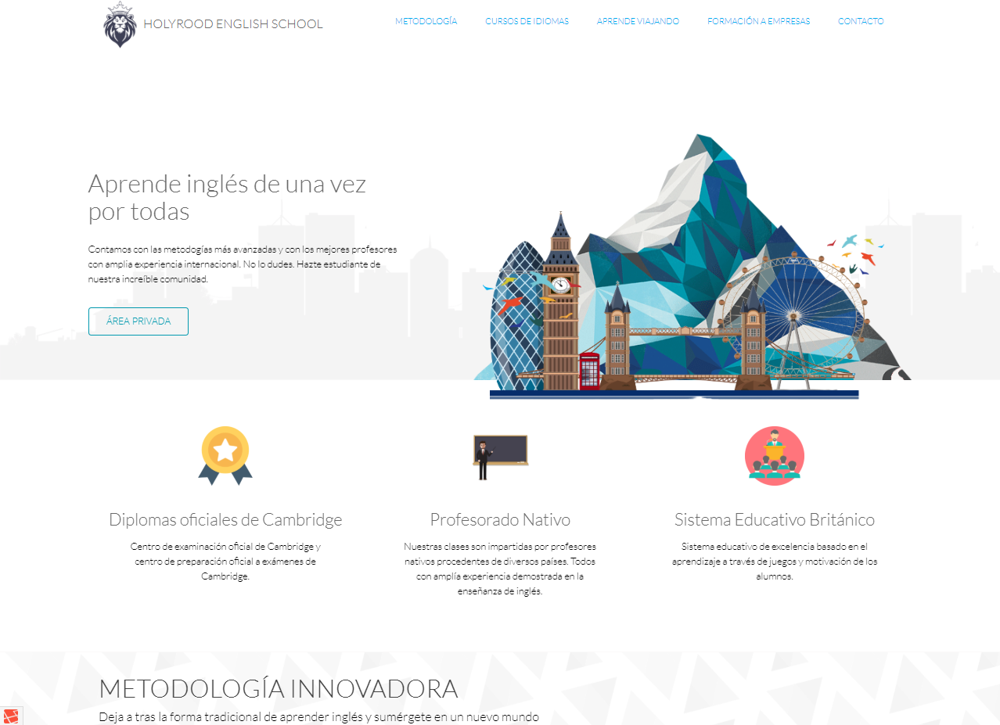 HOLYROOD ENGLISH SCHOOL
METODOLOGÍA
CURSOS DE IDIOMAS
APRENDE VIAJANDO
FORMACIÓN A EMPRESAS
CONTACTO
Aprende inglés de una vez
por todas
Contamos con las metodogías más avanzadas y con los mejores profesores
con amplia experiencia internacional. No lo dudes. Hazte estudiante de
nuestra increíble comunidad.
ÁREA PRIVADA
Diplomas oficiales de Cambridge
Centro de examinación oficial de Cambridge y
centro de preparación oficial a exámenes de
Cambridge.
Profesorado Nativo
Nuestras clases son impartidas por profesores
nativos procedentes de diversos países. Todos
con amplía experiencia demostrada en la
enseñanza de inglés.
Sistema Educativo Británico
Sistema educativo de excelencia basado en el
aprendizaje a través de juegos y motivación de los
alumnos.
METODOLOGÍA INNOVADORA
Deja a tras la forma tradicional de aprender inglés y sumérgete en un nuevo mundo